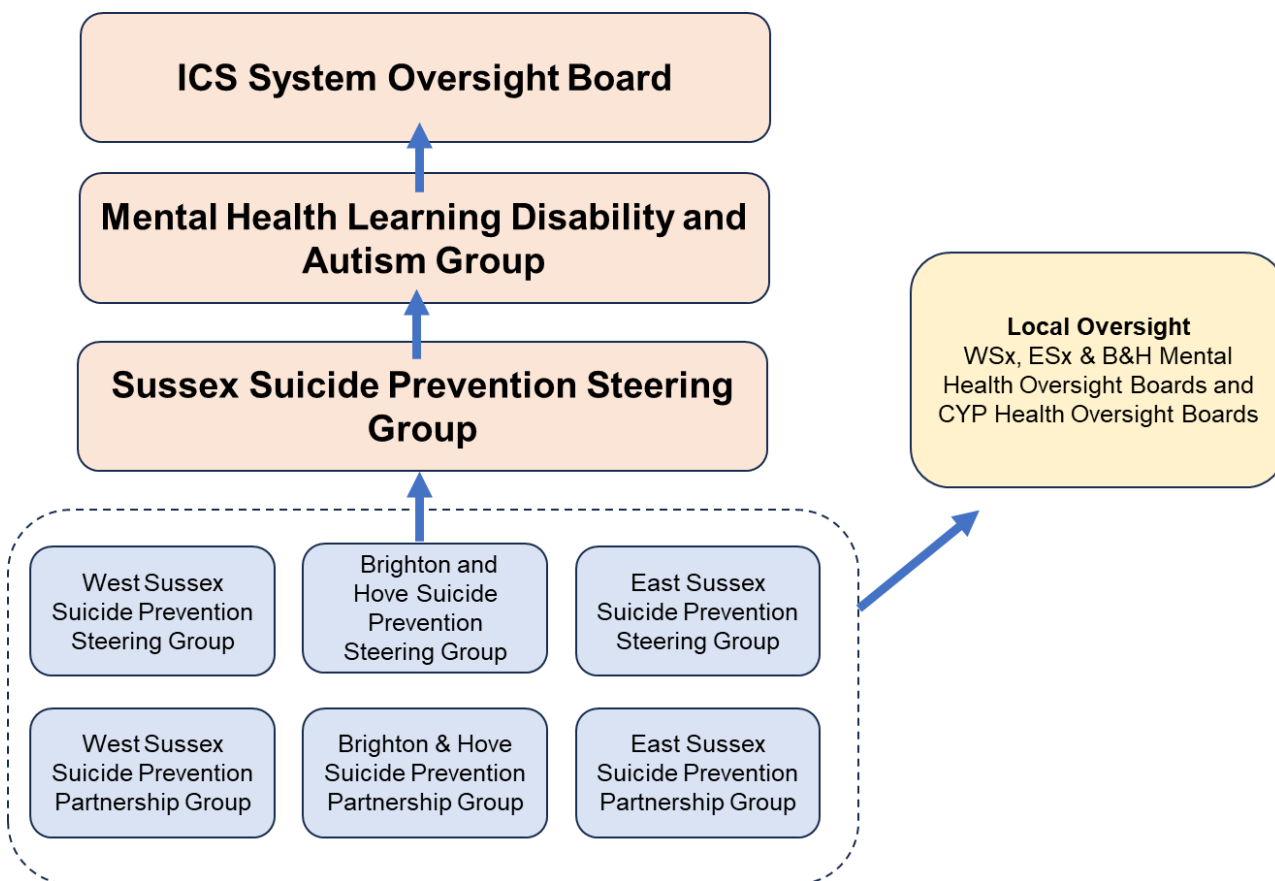 ICS System Oversight Board
Mental Health Learning Disability and
Autism Group
Sussex Suicide Prevention Steering
Group
Local Oversight
WSx, ESx & B&H Mental
Health Oversight Boards and
CYP Health Oversight Boards
West Sussex
Suicide Prevention
Steering Group
Brighton and
Hove Suicide
Prevention
Steering Group
East Sussex
Suicide Prevention
Steering Group
West Sussex
Suicide Prevention
Partnership Group
Brighton & Hove
Suicide Prevention
Partnership Group
East Sussex
Suicide Prevention
Partnership Group